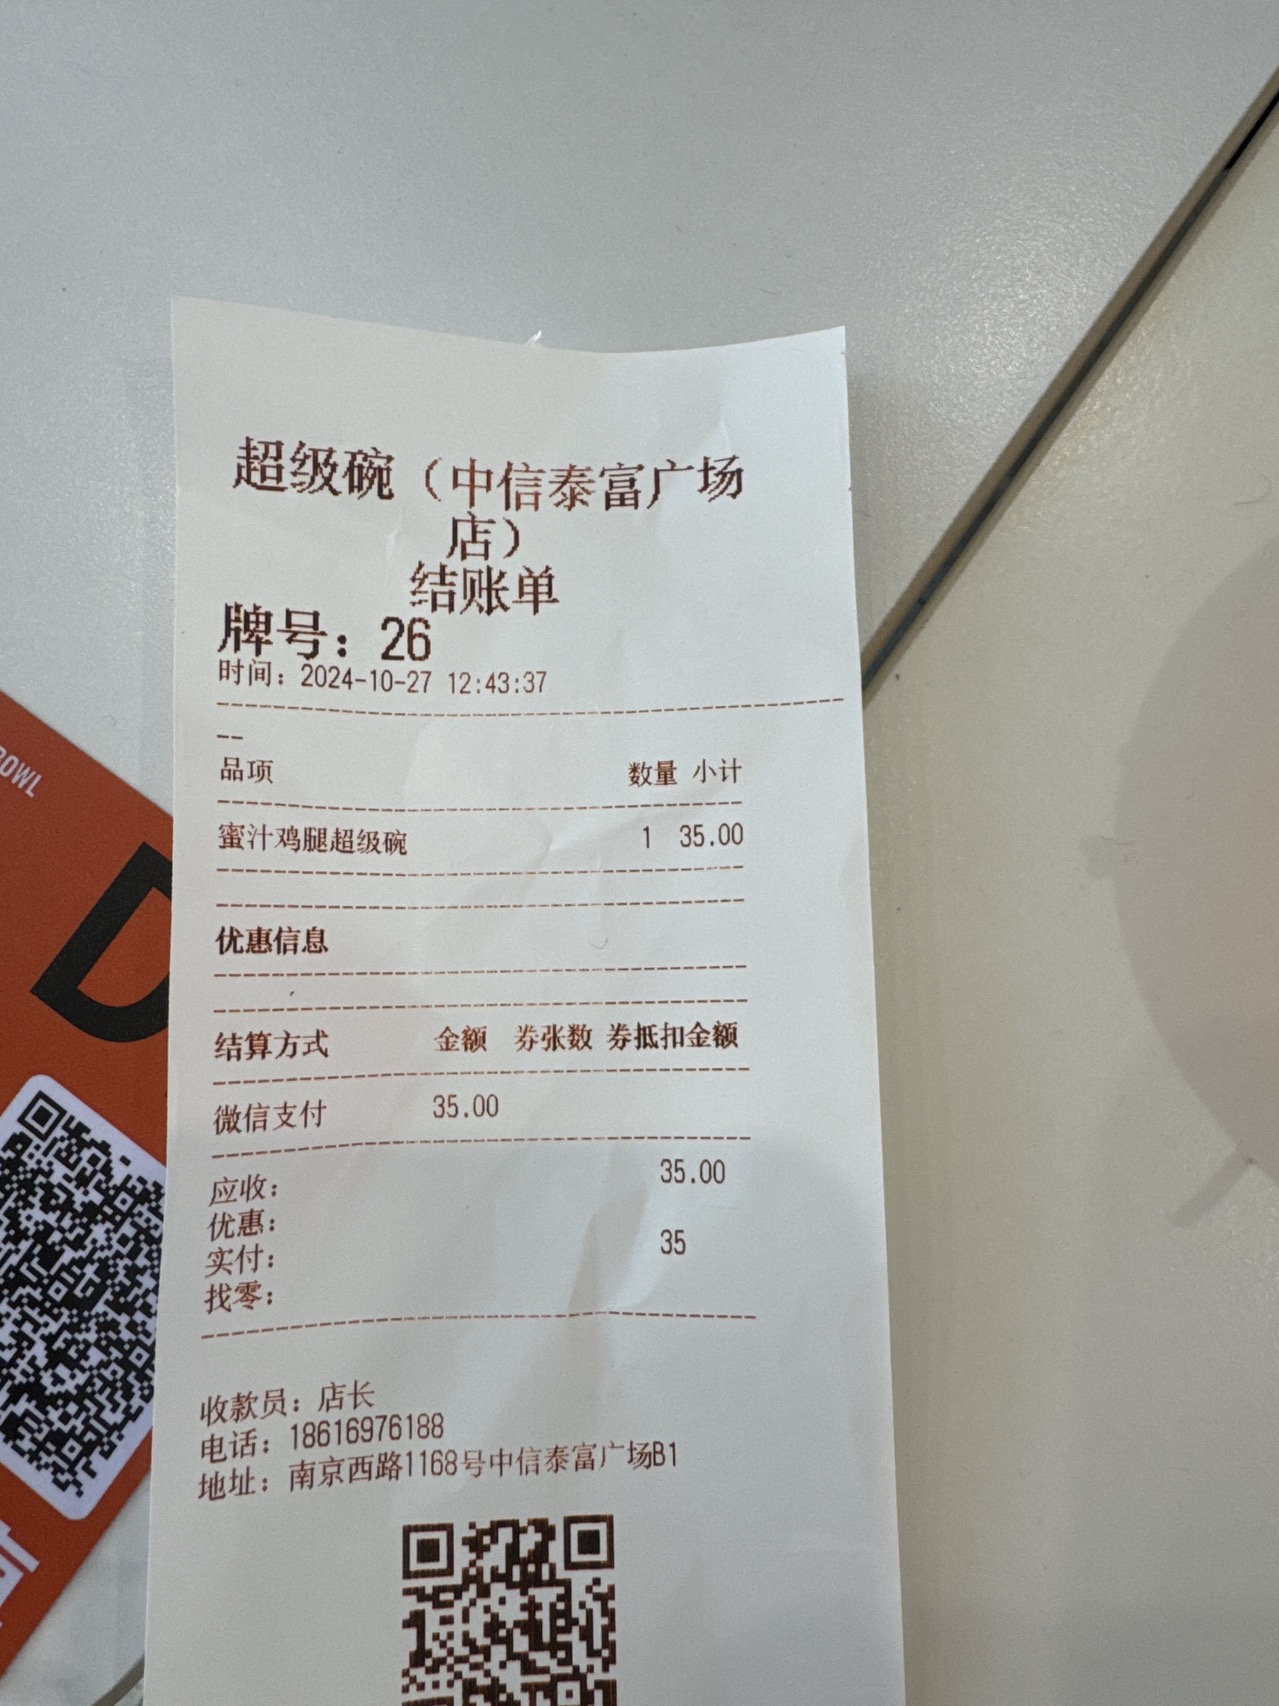 超级碗（中信泰富广场
店）
结账单
牌号：26
时间：2024-10-27 12:43:37
--
品项 数量 小计
蜜汁鸡腿超级碗 1 35.00
优惠信息
结算方式 金额 券张数 券抵扣金额
微信支付 35.00
应收： 35.00
优惠：
实付： 35
找零：
收款员：店长
电话：18616976188
地址：南京西路1168号中信泰富广场B1
BOWL
D